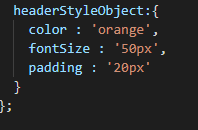 headerStyleObject:{
color : 'orange',
fontSize : '50px',
padding : '20px'
}
};